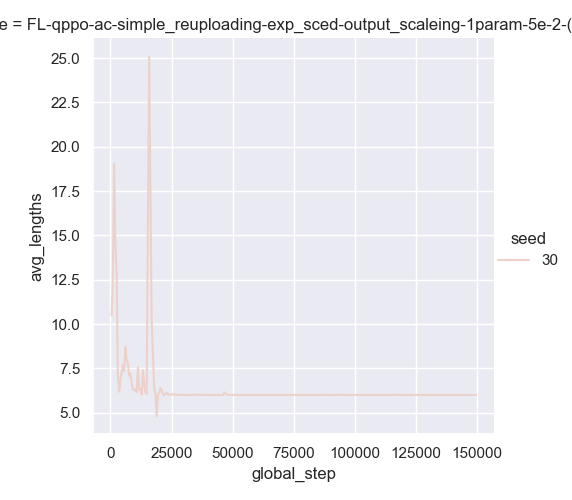 e = FL-qppo-ac-simple_reuploading-exp_sced-output_scaleing-1param-5e-2-(
25.0
22.5
20.0
17.5
15.0
12.5
10.0
7.5
5.0
avg_lengths
0 25000 50000 75000 100000 125000 150000
global_step
seed
30